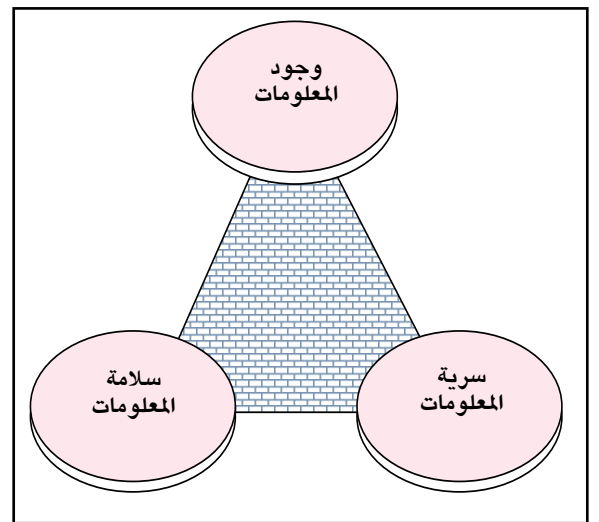 وجود
المعلومات
سرية
المعلومات
سلامة
المعلومات